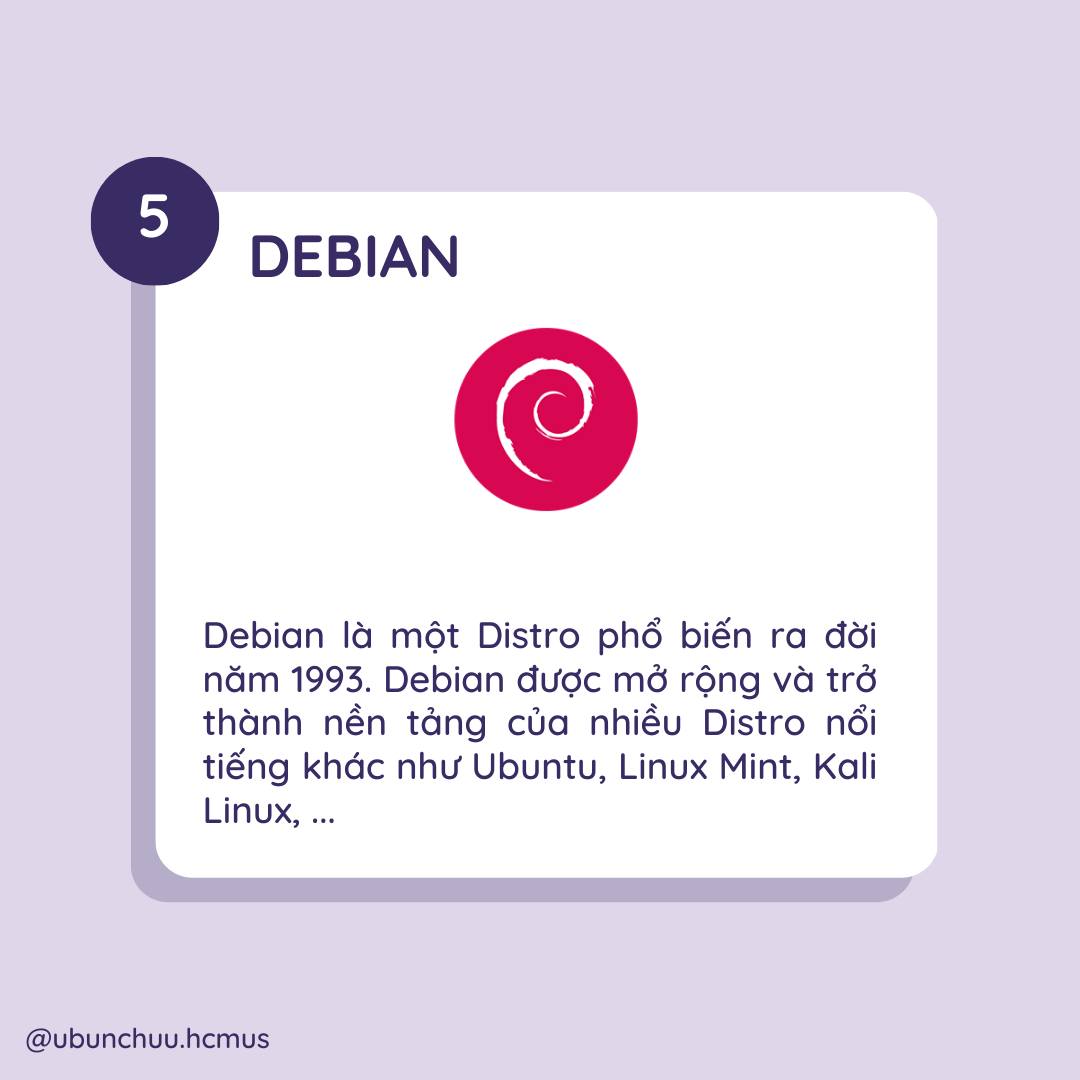 5
DEBIAN
Debian là một Distro phổ biến ra đời
năm 1993. Debian được mở rộng và trở
thành nền tảng của nhiều Distro nổi
tiếng khác như Ubuntu, Linux Mint, Kali
Linux, ...
@ubunchuu.hcmus